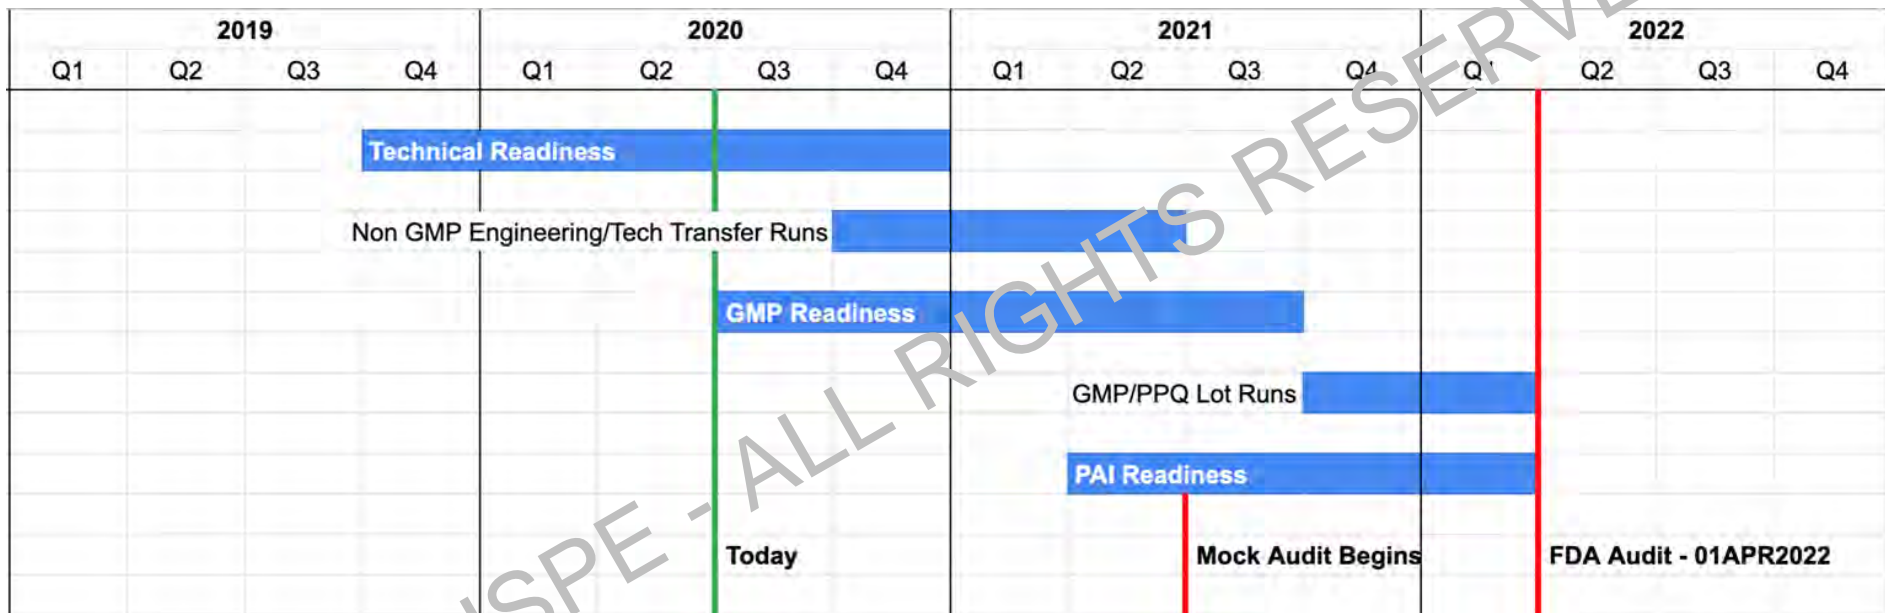 2019 2020 2021 2022
Q1 Q2 Q3 Q4 Q1 Q2 Q3 Q4 Q1 Q2 Q3 Q4 Q1 Q2 Q3 Q4
Technical Readiness
Non GMP Engineering/Tech Transfer Runs
GMP Readiness
GMP/PPQ Lot Runs
PAI Readiness
Today Mock Audit Begins FDA Audit - 01APR2022
ISPE - ALL RIGHTS RESERVE